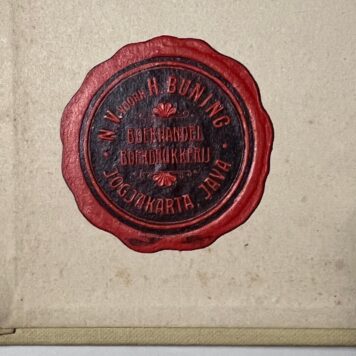 N.V. VOORH. H. BUNING
BOEKHANDEL
BOEKDRUKKERIJ
JOGJAKARTA, JAVA